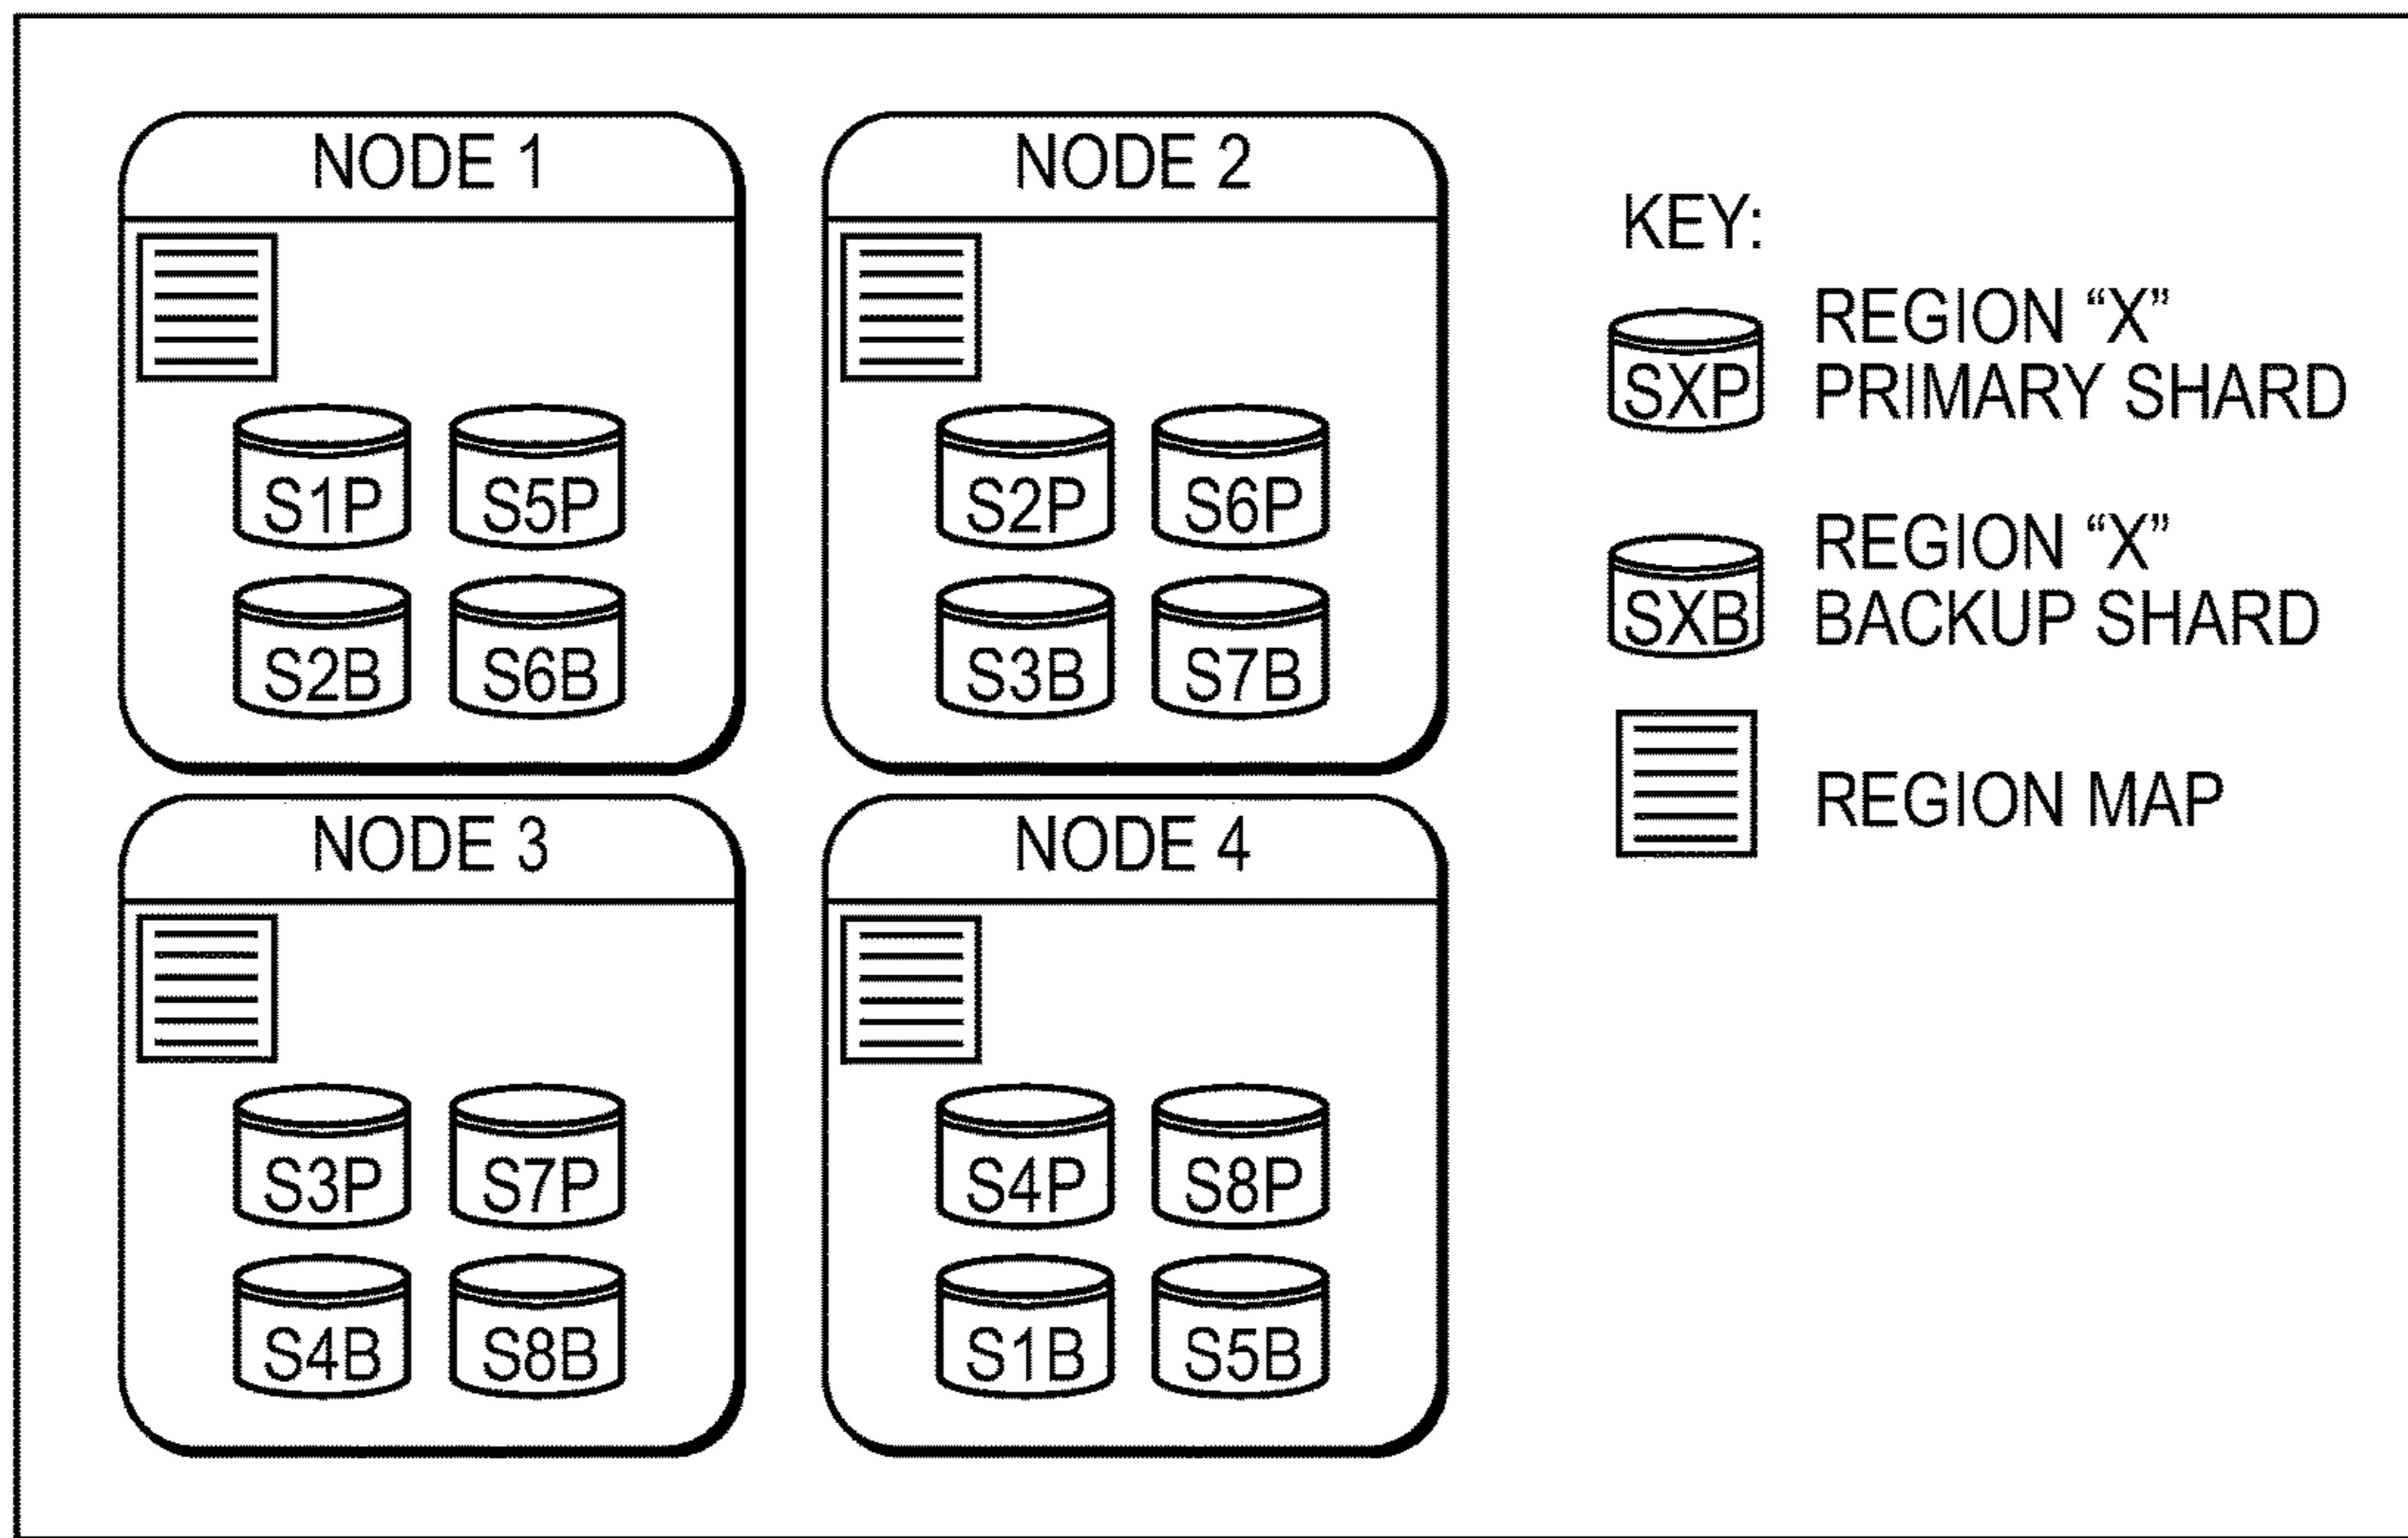 NODE 1
S1P S5P
S2B S6B
NODE 2
S2P S6P
S3B S7B
NODE 3
S3P S7P
S4B S8B
NODE 4
S4P S8P
S1B S5B
KEY:
SXP
REGION “X”
PRIMARY SHARD
SXB
REGION “X”
BACKUP SHARD
REGION MAP